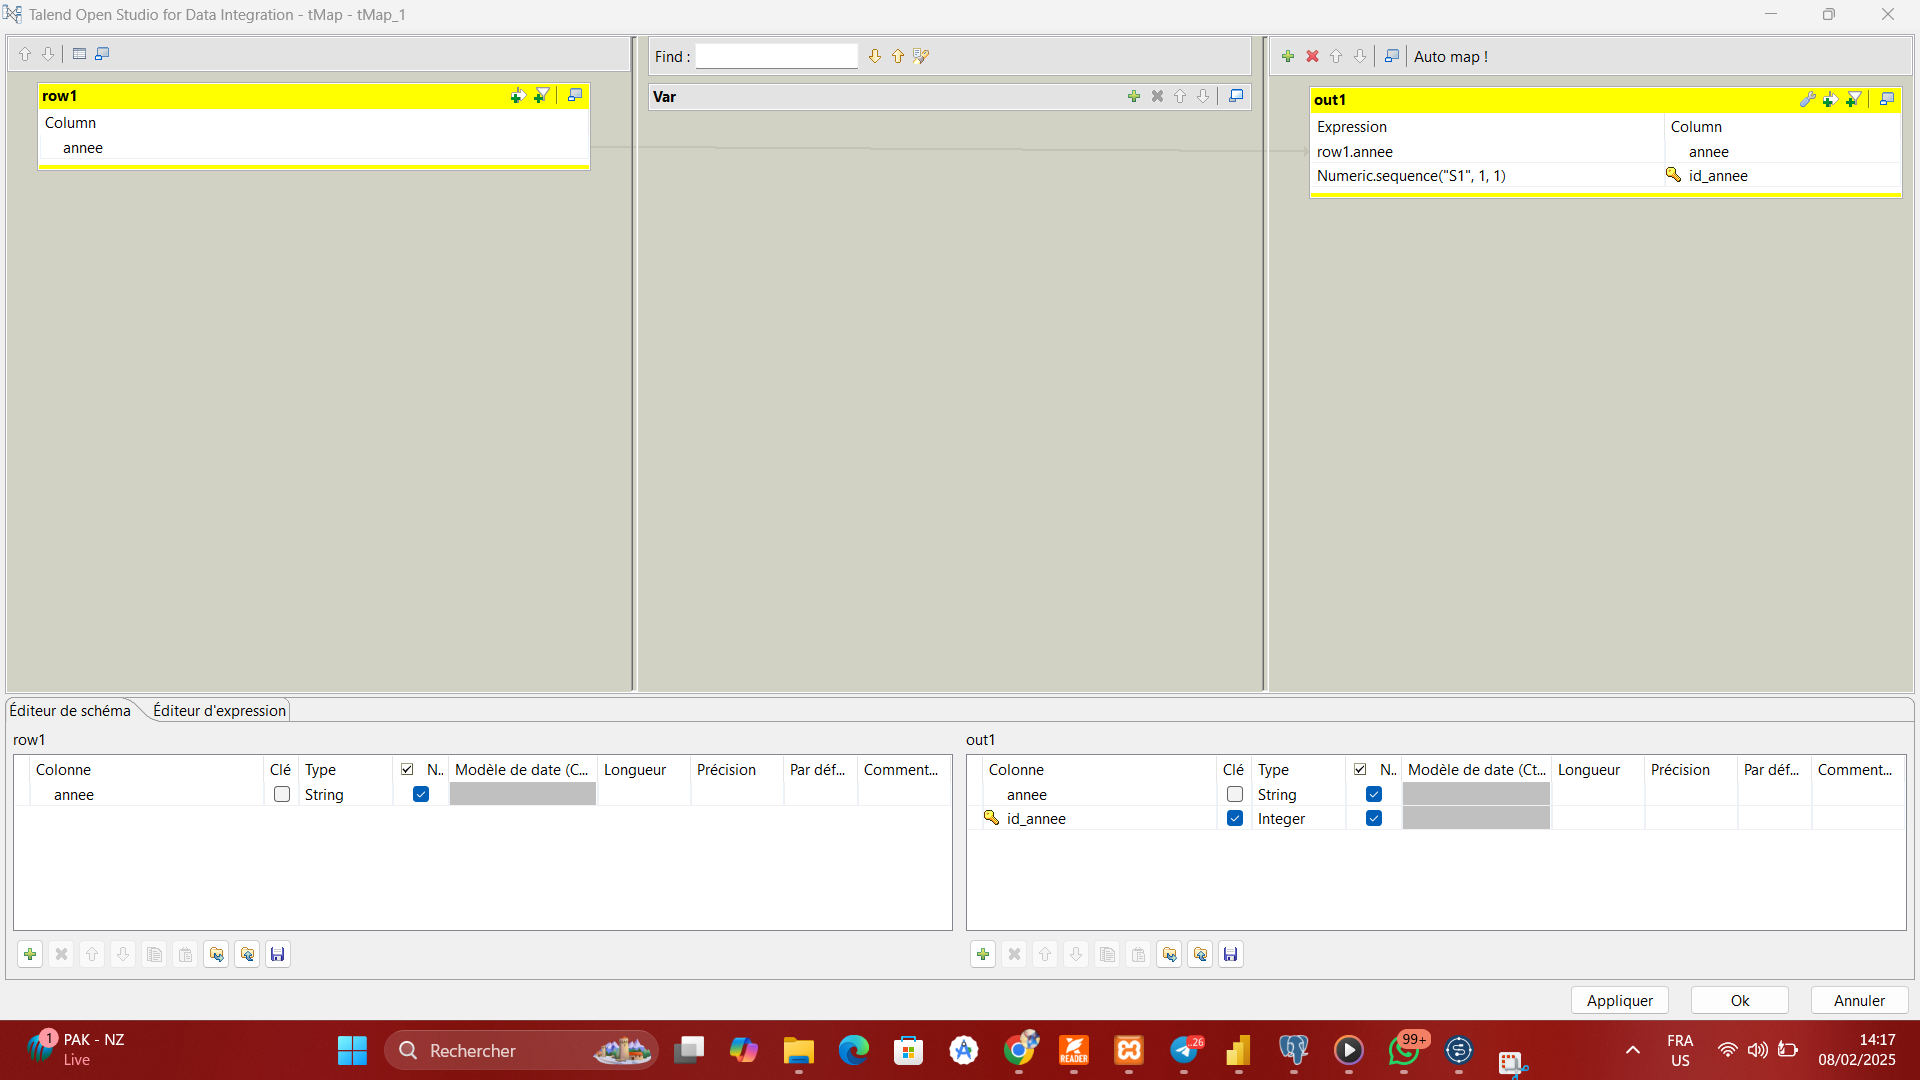 Talend Open Studio for Data Integration - tMap - tMap_1
Find :
Auto map !
row1
Column
annee
Var
out1
Expression
Column
row1.annee
annee
Numeric.sequence("S1", 1, 1)
id_annee
Éditeur de schéma
Éditeur d'expression
row1
Colonne
Clé
Type
N..
Modèle de date (C...
Longueur
Précision
Par déf...
Comment...
annee
String
out1
Colonne
Clé
Type
N..
Modèle de date (Ct...
Longueur
Précision
Par déf...
Comment...
annee
String
id_annee
Integer
Appliquer
Ok
Annuler
1
PAK - NZ
Live
Rechercher
READER
26
99+
FRA
US
14:17
08/02/2025